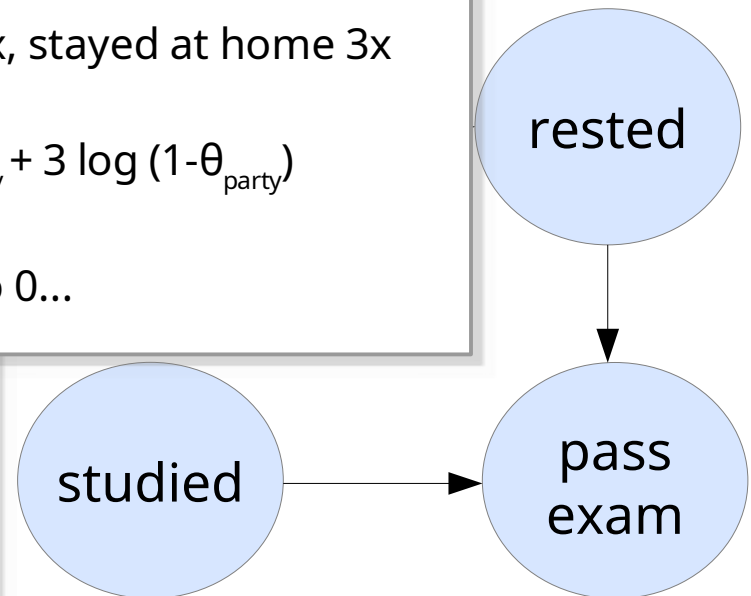 , stayed at home 3x
+ 3 log (1-θparty)
0...
rested
studied
pass
exam